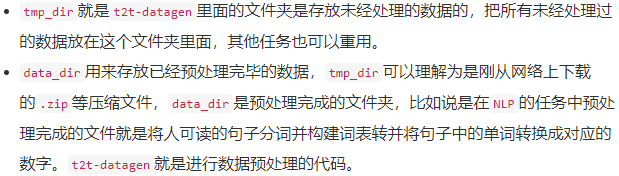 • tmp_dir 就是 t2t-datagen 里面的文件夹是存放未经处理的数据的，把所有未经处理过
的数据放在这个文件夹里面，其他任务也可以重用。
• data_dir 用来存放已经预处理完毕的数据， tmp_dir 可以理解为是刚从网络上下载
的 .zip 等压缩文件， data_dir 是预处理完成的文件夹，比如说是在 NLP 的任务中预处
理完成的文件就是将人可读的句子分词并构建词表转并将句子中的单词转换成对应的
数字。 t2t-datagen 就是进行数据预处理的代码。